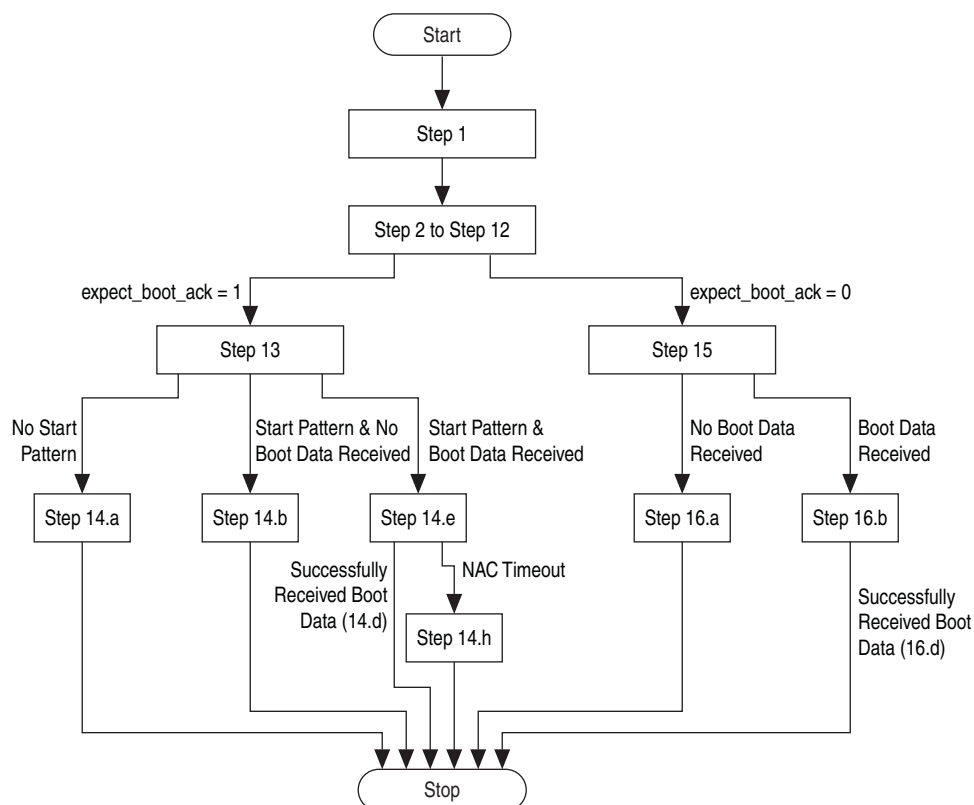 Start
Step 1
Step 2 to Step 12
expect_boot_ack = 1
expect_boot_ack = 0
Step 13
Step 15
No Start
Pattern
Start Pattern & No
Boot Data Received
Start Pattern &
Boot Data Received
No Boot Data
Received
Boot Data
Received
Step 14.a
Step 14.b
Step 14.e
Step 16.a
Step 16.b
Successfully
Received Boot
Data (14.d)
NAC Timeout
Step 14.h
Successfully
Received Boot
Data (16.d)
Stop